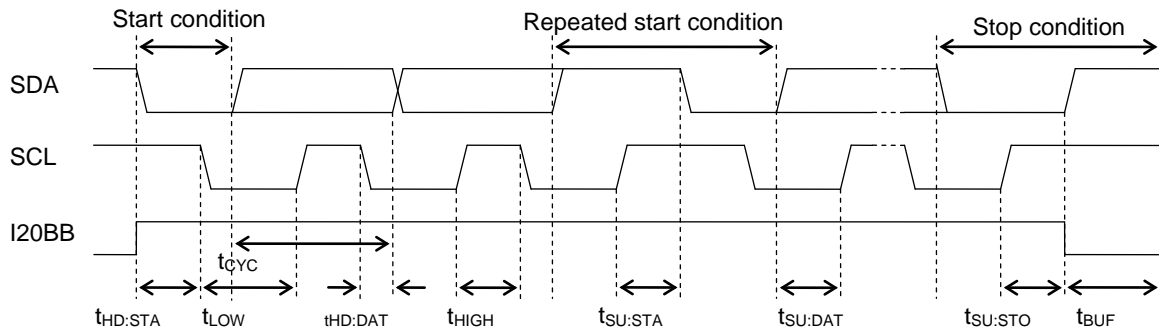 Start condition
Repeated start condition
Stop condition
SDA
SCL
I20BB
tCYC
tHD:STA
tLOW
tHD:DAT
tHIGH
tSU:STA
tSU:DAT
tSU:STO
tBUF